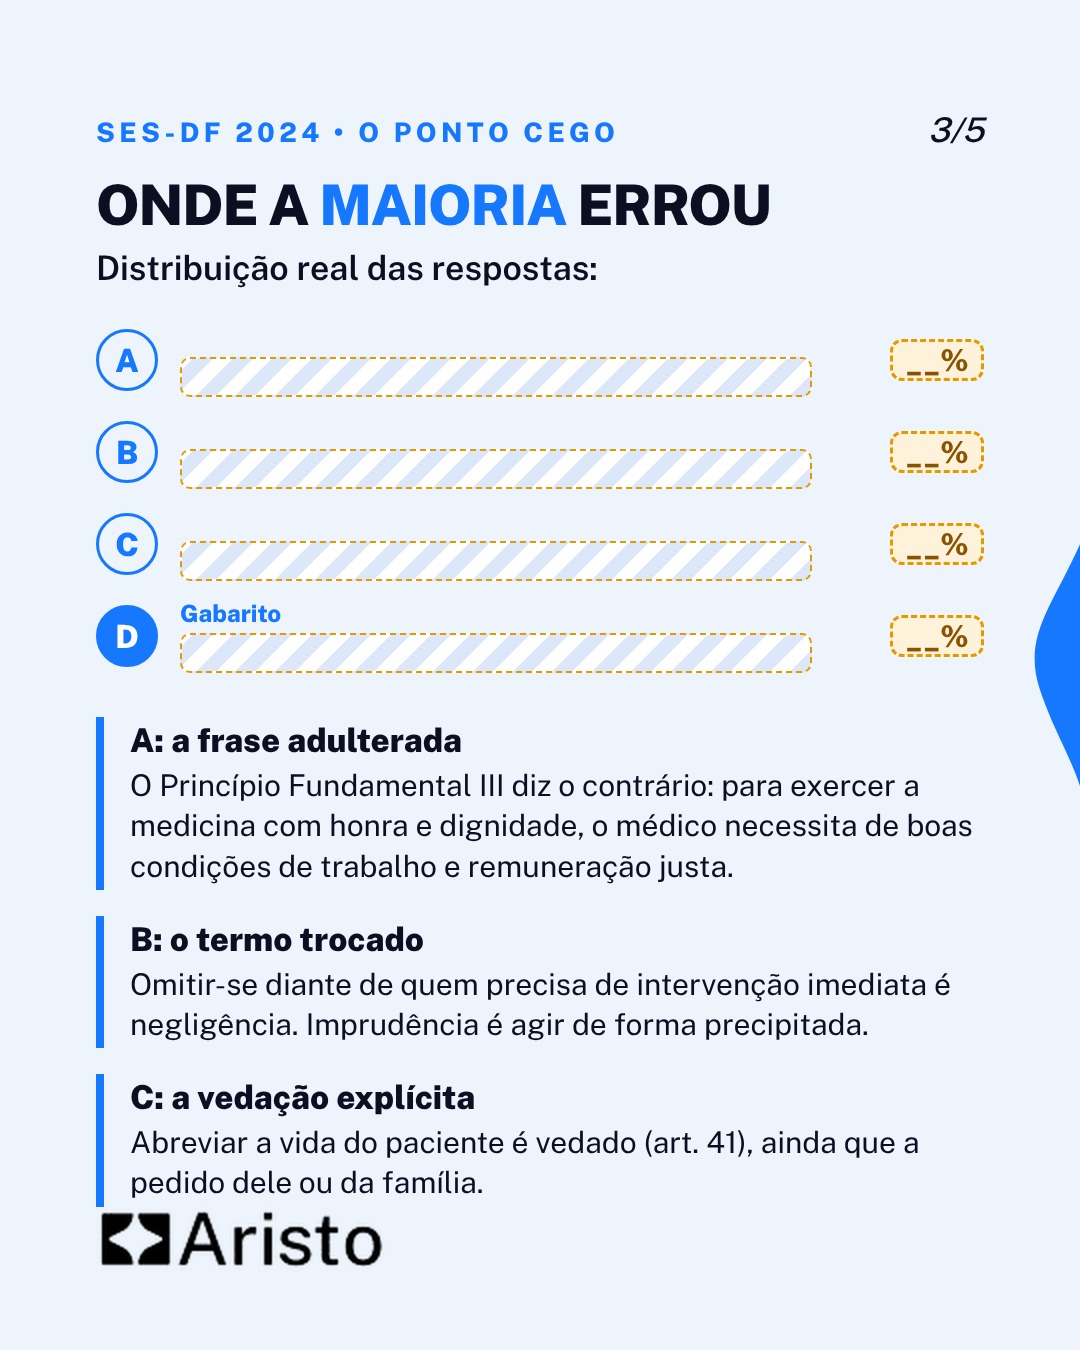 SES-DF 2024 • O PONTO CEGO
3/5
ONDE A MAIORIA ERROU
Distribuição real das respostas:
A
__%
B
__%
C
__%
Gabarito
D
__%
A: a frase adulterada
O Princípio Fundamental III diz o contrário: para exercer a
medicina com honra e dignidade, o médico necessita de boas
condições de trabalho e remuneração justa.
B: o termo trocado
Omitir-se diante de quem precisa de intervenção imediata é
negligência. Imprudência é agir de forma precipitada.
C: a vedação explícita
Abreviar a vida do paciente é vedado (art. 41), ainda que a
pedido dele ou da família.
Aristo